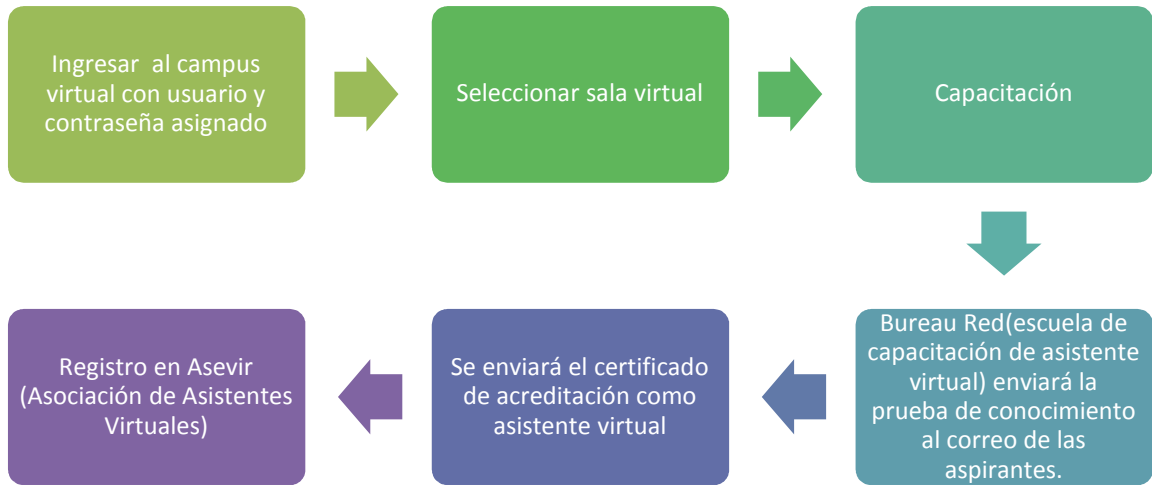 Ingresar al campus
virtual con usuario y
contraseña asignado
Seleccionar sala virtual
Capacitación
Bureau Red(escuela de
capacitación de asistente
virtual) enviará la
prueba de conocimiento
al correo de las
aspirantes.
Se enviará el certificado
de acreditación como
asistente virtual
Registro en Asevir
(Asociación de Asistentes
Virtuales)